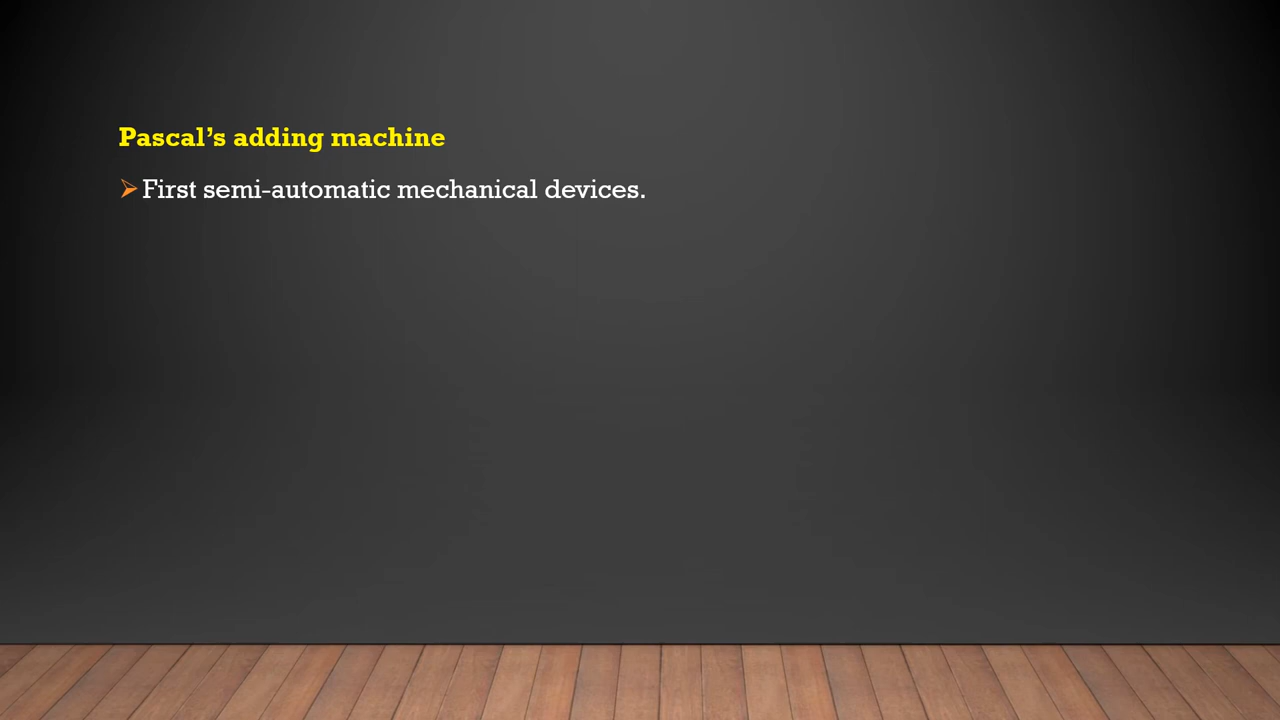 Pascal’s adding machine
➢First semi-automatic mechanical devices.